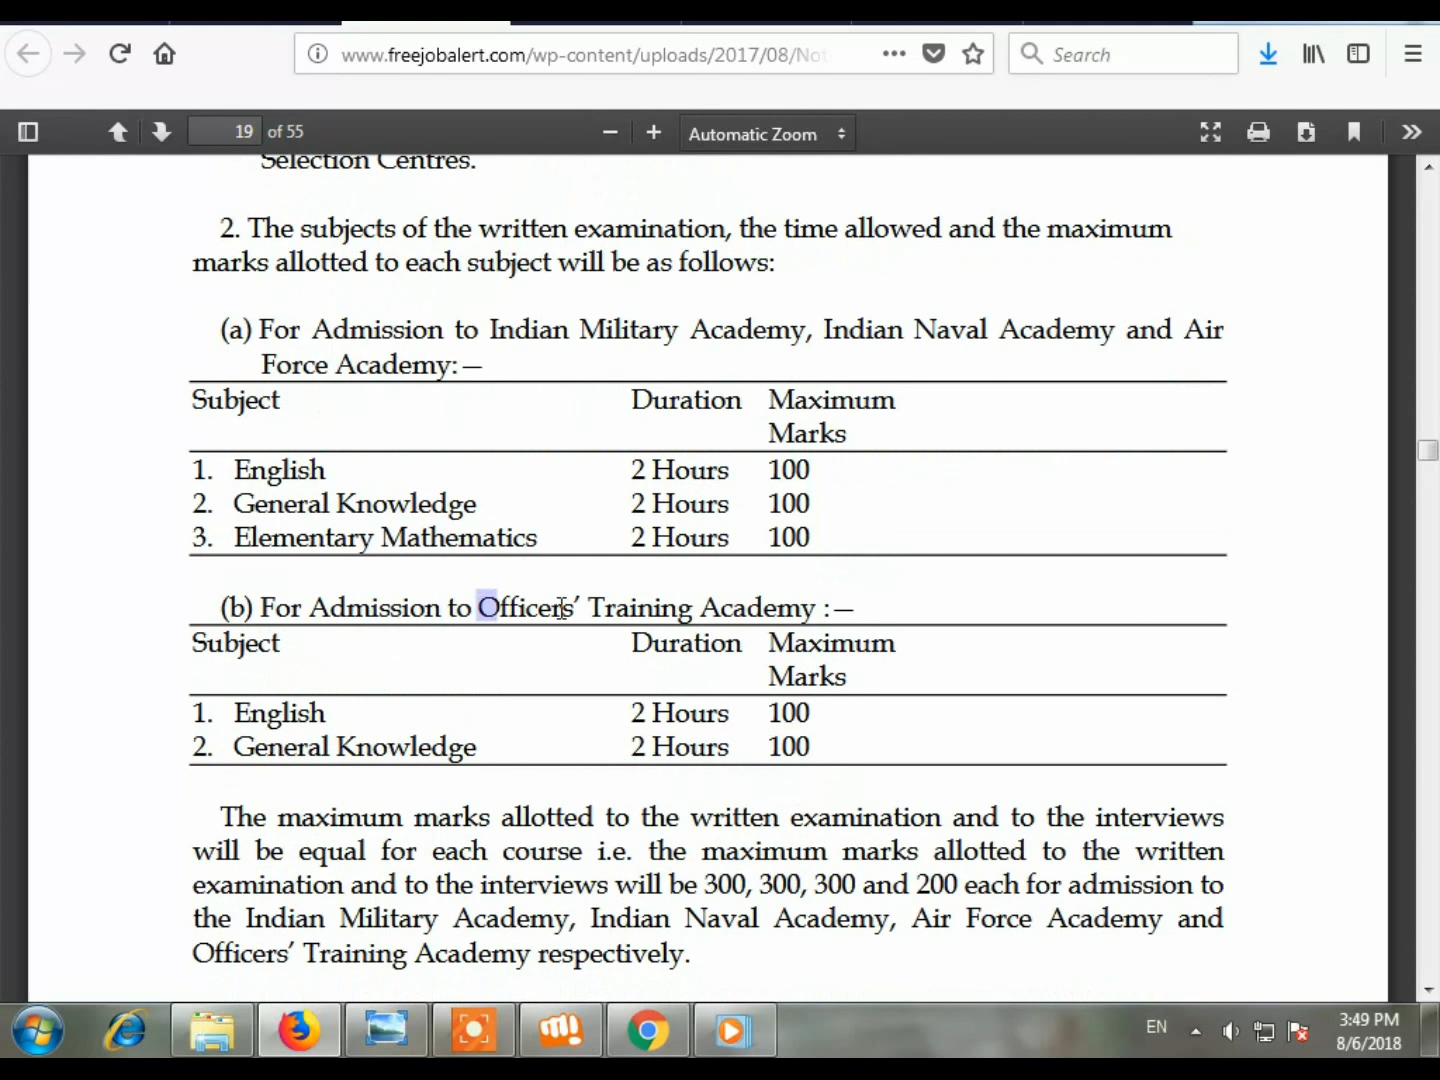 www.freejobalert.com/wp-content/uploads/2017/08/Not
Search
19 of 55
Automatic Zoom
Selection Centres.
2. The subjects of the written examination, the time allowed and the maximum
marks allotted to each subject will be as follows:
(a) For Admission to Indian Military Academy, Indian Naval Academy and Air
Force Academy:—
Subject Duration Maximum
Marks
1. English 2 Hours 100
2. General Knowledge 2 Hours 100
3. Elementary Mathematics 2 Hours 100
(b) For Admission to Officers’ Training Academy :—
Subject Duration Maximum
Marks
1. English 2 Hours 100
2. General Knowledge 2 Hours 100
The maximum marks allotted to the written examination and to the interviews
will be equal for each course i.e. the maximum marks allotted to the written
examination and to the interviews will be 300, 300, 300 and 200 each for admission to
the Indian Military Academy, Indian Naval Academy, Air Force Academy and
Officers’ Training Academy respectively.
EN
3:49 PM
8/6/2018